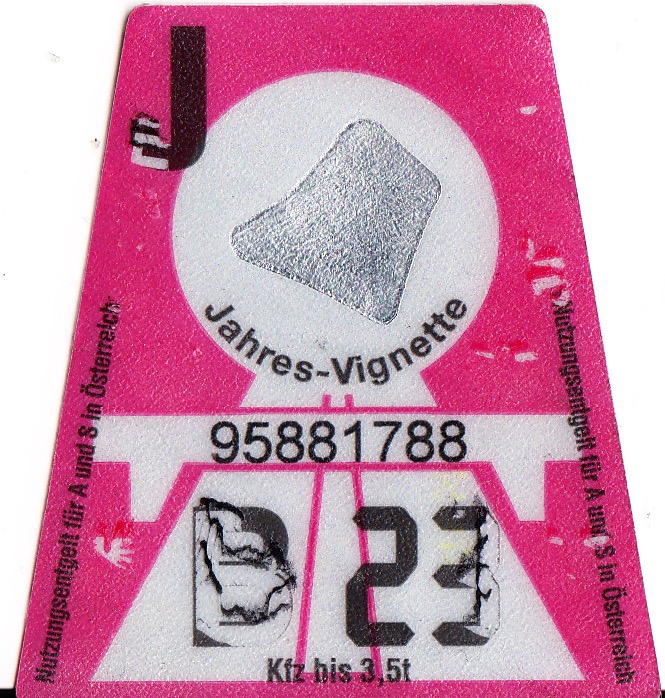 J
Jahres-Vignette
Nutzungsentgelt für A und S in Österreich
Nutzungsentgelt für A und S in Österreich
95881788
B 23
Kfz bis 3,5t